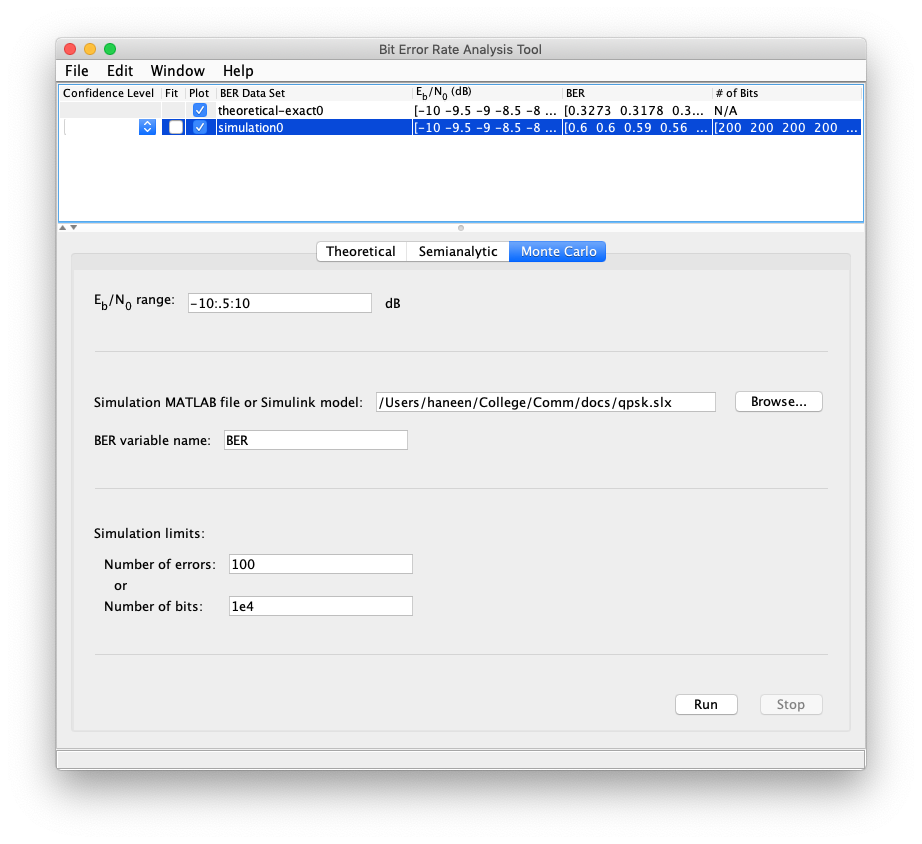 Bit Error Rate Analysis Tool
File Edit Window Help
Confidence Level Fit Plot BER Data Set Eb/N0 (dB) BER # of Bits
theoretical-exact0 [-10 -9.5 -9 -8.5 -8 ... [0.3273 0.3178 0.3... N/A
simulation0 [-10 -9.5 -9 -8.5 -8 ... [0.6 0.6 0.59 0.56 ... [200 200 200 200 ...
Theoretical Semianalytic Monte Carlo
Eb/N0 range: -10:.5:10 dB
Simulation MATLAB file or Simulink model: /Users/haneen/College/Comm/docs/qpsk.slx Browse...
BER variable name: BER
Simulation limits:
Number of errors: 100
or
Number of bits: 1e4
Run Stop